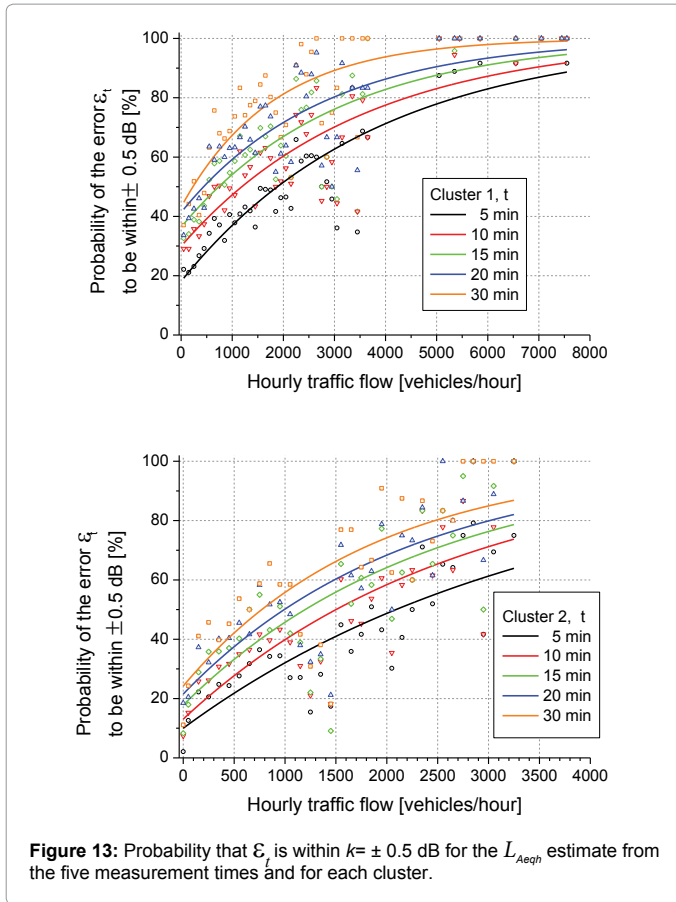 Probability of the error εt
to be within± 0.5 dB [%]
100
80
60
40
20
0
Cluster 1, t
5 min
10 min
15 min
20 min
30 min
0 1000 2000 3000 4000 5000 6000 7000 8000
Hourly traffic flow [vehicles/hour]
Probability of the error εt
to be within ±0.5 dB [%]
100
80
60
40
20
0
Cluster 2, t
5 min
10 min
15 min
20 min
30 min
0 500 1000 1500 2000 2500 3000 3500 4000
Hourly traffic flow [vehicles/hour]
Figure 13: Probability that εt is within k= ± 0.5 dB for the LAeqh estimate from
the five measurement times and for each cluster.